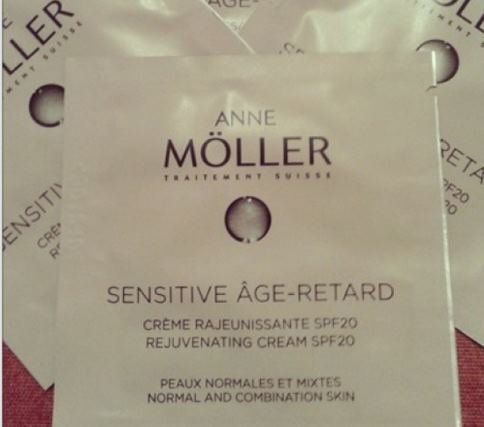 ANNE
MÖLLER
TRAITEMENT SUISSE
SENSITIVE ÂGE-RETARD
CRÈME RAJEUNISSANTE SPF20
REJUVENATING CREAM SPF20
PEAUX NORMALES ET MIXTES
NORMAL AND COMBINATION SKIN